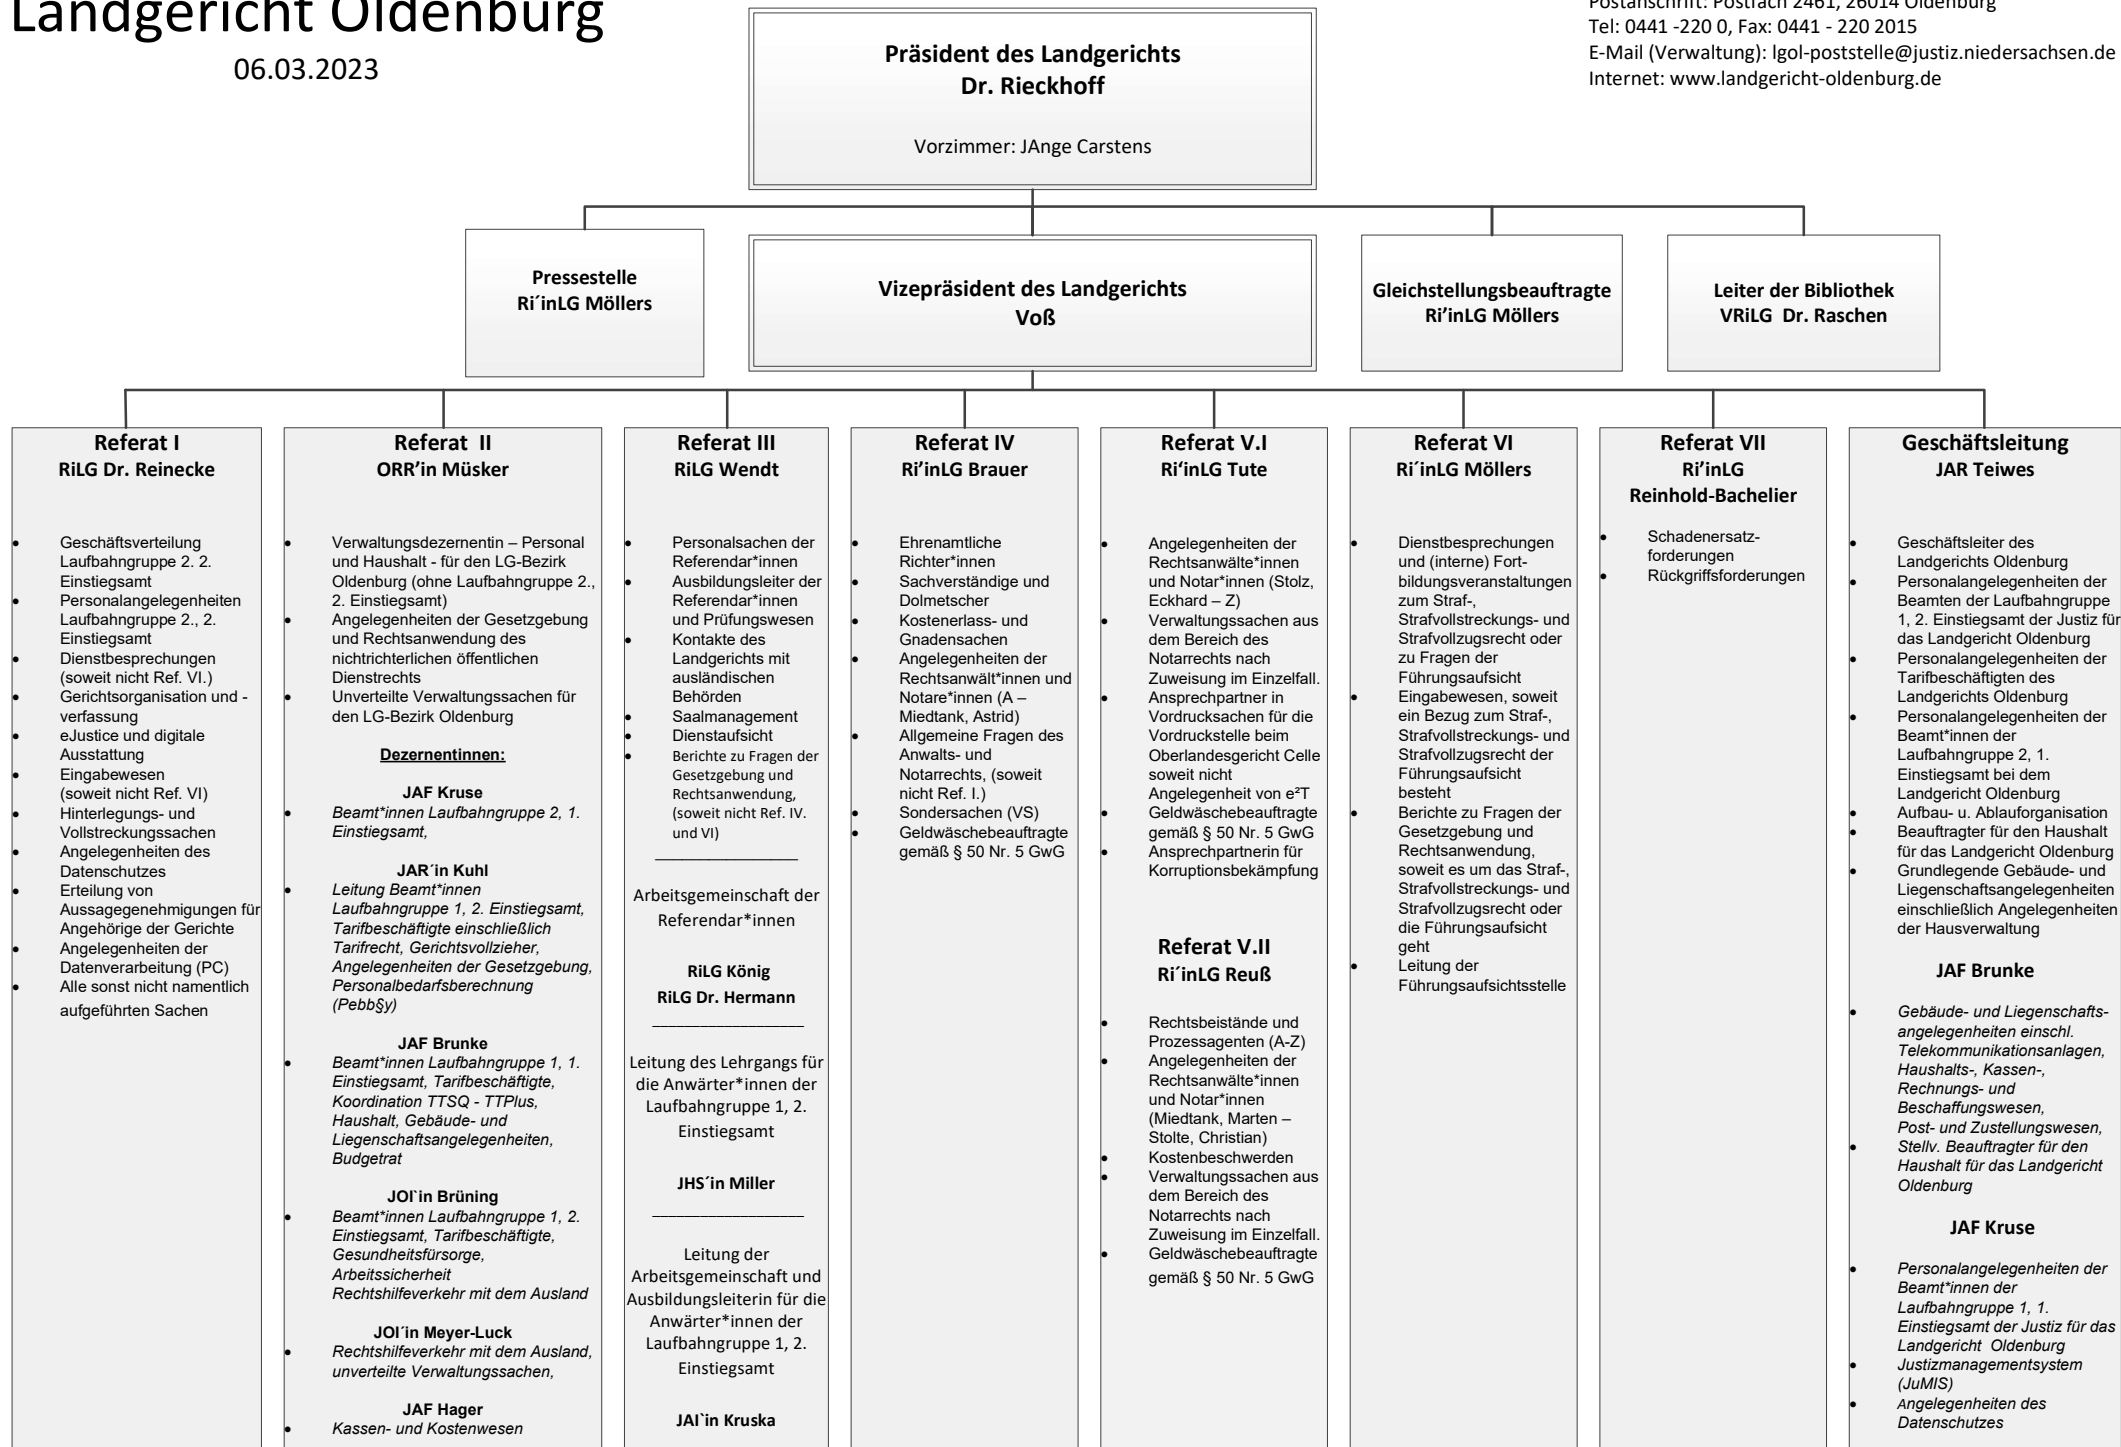 Landgericht Oldenburg
06.03.2023
Postanschrift: Postfach 2461, 26014 Oldenburg
Tel: 0441 -220 0, Fax: 0441 - 220 2015
E-Mail (Verwaltung): lgol-poststelle@justiz.niedersachsen.de
Internet: www.landgericht-oldenburg.de
Präsident des Landgerichts
Dr. Rieckhoff
Vorzimmer: JAnge Carstens
Pressestelle
Ri´inLG Möllers
Vizepräsident des Landgerichts
Voß
Gleichstellungsbeauftragte
Ri’inLG Möllers
Leiter der Bibliothek
VRiLG Dr. Raschen
Referat I
RiLG Dr. Reinecke
• Geschäftsverteilung
Laufbahngruppe 2. 2.
Einstiegsamt
• Personalangelegenheiten
Laufbahngruppe 2., 2.
Einstiegsamt
• Dienstbesprechungen
(soweit nicht Ref. VI.)
• Gerichtsorganisation und -
verfassung
• eJustice und digitale
Ausstattung
• Eingabewesen
(soweit nicht Ref. VI)
• Hinterlegungs- und
Vollstreckungssachen
• Angelegenheiten des
Datenschutzes
• Erteilung von
Aussagegenehmigungen für
Angehörige der Gerichte
• Angelegenheiten der
Datenverarbeitung (PC)
• Alle sonst nicht namentlich
aufgeführten Sachen
Referat II
ORR’in Müsker
• Verwaltungsdezernentin – Personal
und Haushalt - für den LG-Bezirk
Oldenburg (ohne Laufbahngruppe 2.,
2. Einstiegsamt)
• Angelegenheiten der Gesetzgebung
und Rechtsanwendung des
nichtrichterlichen öffentlichen
Dienstrechts
• Unverteilte Verwaltungssachen für
den LG-Bezirk Oldenburg
Dezernentinnen:
JAF Kruse
• Beamt*innen Laufbahngruppe 2, 1.
Einstiegsamt,
JAR´in Kuhl
• Leitung Beamt*innen
Laufbahngruppe 1, 2. Einstiegsamt,
Tarifbeschäftigte einschließlich
Tarifrecht, Gerichtsvollzieher,
Angelegenheiten der Gesetzgebung,
Personalbedarfsberechnung
(Pebb§y)
JAF Brunke
• Beamt*innen Laufbahngruppe 1, 1.
Einstiegsamt, Tarifbeschäftigte,
Koordination TTSQ - TTPlus,
Haushalt, Gebäude- und
Liegenschaftsangelegenheiten,
Budgetrat
JOI`in Brüning
• Beamt*innen Laufbahngruppe 1, 2.
Einstiegsamt, Tarifbeschäftigte,
Gesundheitsfürsorge,
Arbeitssicherheit
Rechtshilfeverkehr mit dem Ausland
JOI´in Meyer-Luck
• Rechtshilfeverkehr mit dem Ausland,
unverteilte Verwaltungssachen,
JAF Hager
• Kassen- und Kostenwesen
Referat III
RiLG Wendt
• Personalsachen der
Referendar*innen
• Ausbildungsleiter der
Referendar*innen
und Prüfungswesen
• Kontakte des
Landgerichts mit
ausländischen
Behörden
• Saalmanagement
• Dienstaufsicht
• Berichte zu Fragen der
Gesetzgebung und
Rechtsanwendung,
(soweit nicht Ref. IV.
und VI)
Arbeitsgemeinschaft der
Referendar*innen
RiLG König
RiLG Dr. Hermann
Leitung des Lehrgangs für
die Anwärter*innen der
Laufbahngruppe 1, 2.
Einstiegsamt
JHS´in Miller
Leitung der
Arbeitsgemeinschaft und
Ausbildungsleiterin für die
Anwärter*innen der
Laufbahngruppe 1, 2.
Einstiegsamt
JAI`in Kruska
Referat IV
Ri’inLG Brauer
• Ehrenamtliche
Richter*innen
• Sachverständige und
Dolmetscher
• Kostenerlass- und
Gnadensachen
• Angelegenheiten der
Rechtsanwält*innen und
Notare*innen (A –
Miedtank, Astrid)
• Allgemeine Fragen des
Anwalts- und
Notarrechts, (soweit
nicht Ref. I.)
• Sondersachen (VS)
• Geldwäschebeauftragte
gemäß § 50 Nr. 5 GwG
Referat V.I
Ri‘inLG Tute
• Angelegenheiten der
Rechtsanwälte*innen
und Notar*innen (Stolz,
Eckhard – Z)
• Verwaltungssachen aus
dem Bereich des
Notarrechts nach
Zuweisung im Einzelfall.
• Ansprechpartner in
Vordrucksachen für die
Vordruckstelle beim
Oberlandesgericht Celle
soweit nicht
Angelegenheit von e²T
• Geldwäschebeauftragte
gemäß § 50 Nr. 5 GwG
• Ansprechpartnerin für
Korruptionsbekämpfung
Referat V.II
Ri´inLG Reuß
• Rechtsbeistände und
Prozessagenten (A-Z)
• Angelegenheiten der
Rechtsanwälte*innen
und Notar*innen
(Miedtank, Marten –
Stolte, Christian)
• Kostenbeschwerden
• Verwaltungssachen aus
dem Bereich des
Notarrechts nach
Zuweisung im Einzelfall.
• Geldwäschebeauftragte
gemäß § 50 Nr. 5 GwG
Referat VI
Ri´inLG Möllers
• Dienstbesprechungen
und (interne) Fort-
bildungsveranstaltungen
zum Straf-,
Strafvollstreckungs- und
Strafvollzugsrecht oder
zu Fragen der
Führungsaufsicht
• Eingabewesen, soweit
ein Bezug zum Straf-,
Strafvollstreckungs- und
Strafvollzugsrecht der
Führungsaufsicht
besteht
• Berichte zu Fragen der
Gesetzgebung und
Rechtsanwendung,
soweit es um das Straf-,
Strafvollstreckungs- und
Strafvollzugsrecht oder
die Führungsaufsicht
geht
• Leitung der
Führungsaufsichtsstelle
Referat VII
Ri’inLG
Reinhold-Bachelier
• Schadenersatz-
forderungen
• Rückgriffsforderungen
Geschäftsleitung
JAR Teiwes
• Geschäftsleiter des
Landgerichts Oldenburg
• Personalangelegenheiten der
Beamten der Laufbahngruppe
1, 2. Einstiegsamt der Justiz für
das Landgericht Oldenburg
• Personalangelegenheiten der
Tarifbeschäftigten des
Landgerichts Oldenburg
• Personalangelegenheiten der
Beamt*innen der
Laufbahngruppe 2, 1.
Einstiegsamt bei dem
Landgericht Oldenburg
• Aufbau- u. Ablauforganisation
• Beauftragter für den Haushalt
für das Landgericht Oldenburg
• Grundlegende Gebäude- und
Liegenschaftsangelegenheiten
einschließlich Angelegenheiten
der Hausverwaltung
JAF Brunke
• Gebäude- und Liegenschafts-
angelegenheiten einschl.
Telekommunikationsanlagen,
Haushalts-, Kassen-,
Rechnungs- und
Beschaffungswesen,
Post- und Zustellungswesen,
• Stellv. Beauftragter für den
Haushalt für das Landgericht
Oldenburg
JAF Kruse
• Personalangelegenheiten der
Beamt*innen der
Laufbahngruppe 1, 1.
Einstiegsamt der Justiz für das
Landgericht Oldenburg
• Justizmanagementsystem
(JuMIS)
• Angelegenheiten des
Datenschutzes